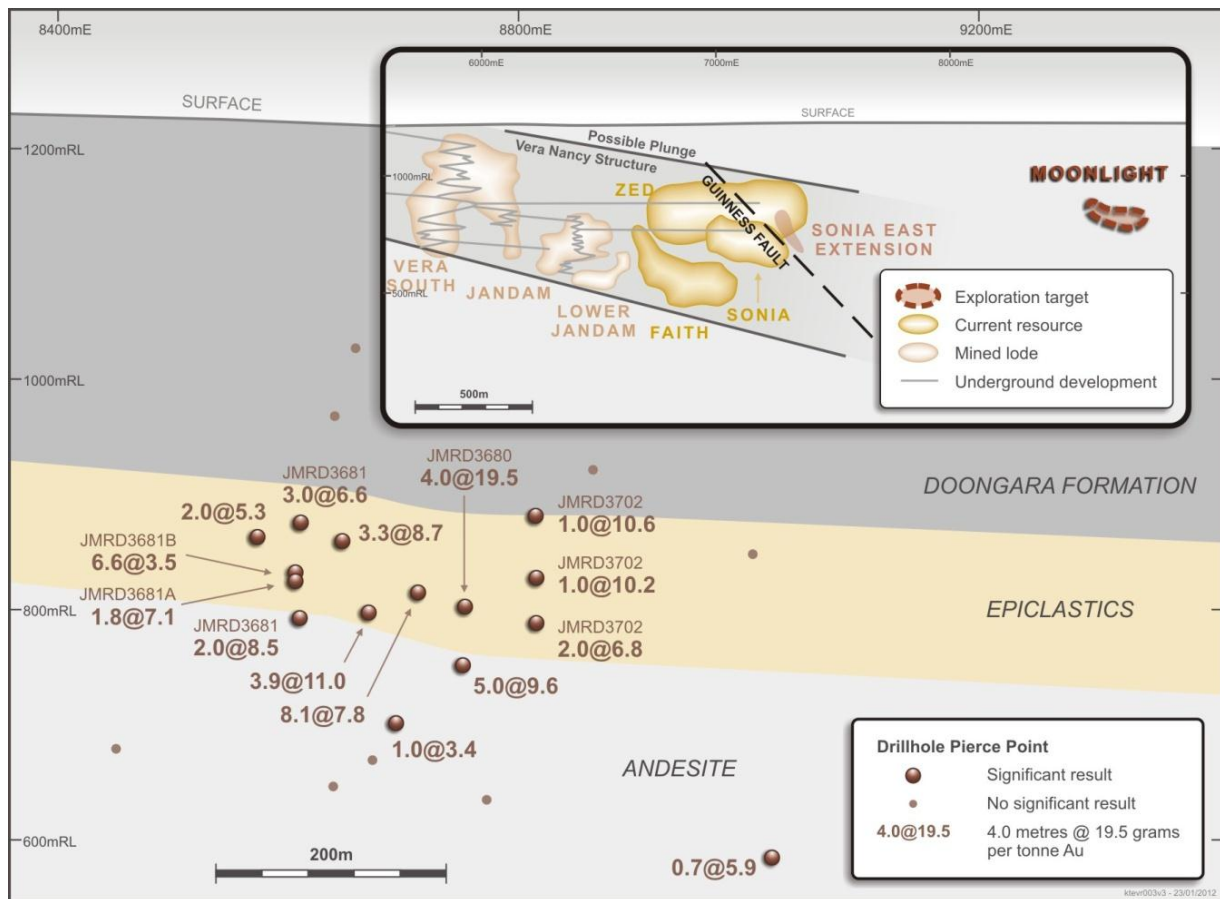 8400mE
8800mE
9200mE
SURFACE
1200mRL
1000mRL
800mRL
600mRL
6000mE
7000mE
8000mE
SURFACE
Possible Plunge
Vera Nancy Structure
1000mRL
500mRL
ZED
GUINNESS FAULT
MOONLIGHT
SONIA EAST
EXTENSION
VERA
SOUTH
JANDAM
LOWER
JANDAM
FAITH
SONIA
500m
Exploration target
Current resource
Mined lode
Underground development
DOONGARA FORMATION
EPICLASTICS
ANDESITE
JMRD3681
3.0@6.6
JMRD3680
4.0@19.5
2.0@5.3
3.3@8.7
JMRD3702
1.0@10.6
JMRD3681B
6.6@3.5
JMRD3681A
1.8@7.1
JMRD3702
1.0@10.2
JMRD3681
2.0@8.5
JMRD3702
2.0@6.8
3.9@11.0
8.1@7.8
5.0@9.6
1.0@3.4
0.7@5.9
200m
Drillhole Pierce Point
Significant result
No significant result
4.0@19.5 4.0 metres @ 19.5 grams
per tonne Au
ktevr003v3 - 23/01/2012